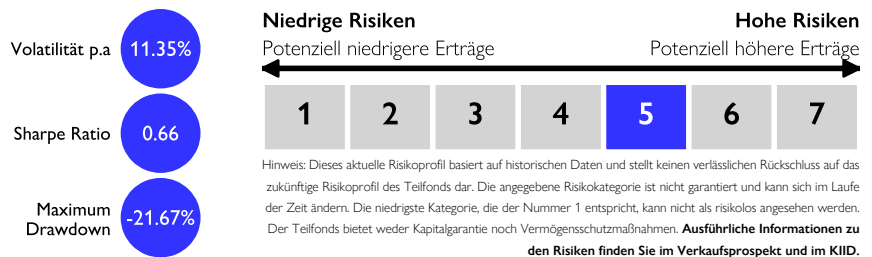 Volatilität p.a 11.35%
Sharpe Ratio 0.66
Maximum
Drawdown -21.67%
Niedrige Risiken Hohe Risiken
Potenziell niedrigere Erträge Potenziell höhere Erträge
1 2 3 4 5 6 7
Hinweis: Dieses aktuelle Risikoprofil basiert auf historischen Daten und stellt keinen verlässlichen Rückschluss auf das
zukünftige Risikoprofil des Teilfonds dar. Die angegebene Risikokategorie ist nicht garantiert und kann sich im Laufe
der Zeit ändern. Die niedrigste Kategorie, die der Nummer 1 entspricht, kann nicht als risikolos angesehen werden.
Der Teilfonds bietet weder Kapitalgarantie noch Vermögensschutzmaßnahmen. Ausführliche Informationen zu
den Risiken finden Sie im Verkaufsprospekt und im KIID.